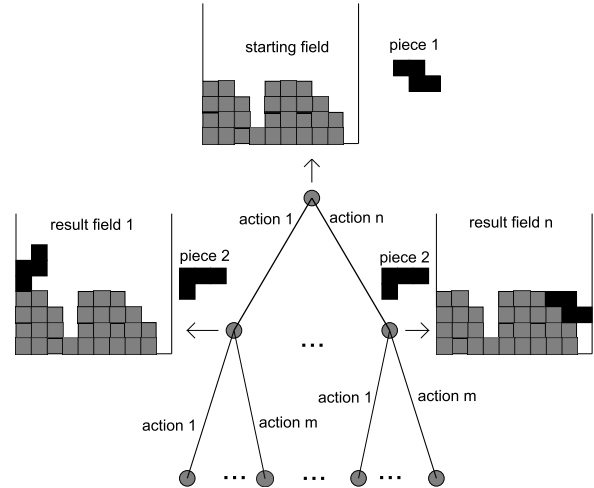 starting field
piece 1
action 1
action n
result field 1
piece 2
piece 2
result field n
...
action 1
action m
action 1
action m
...
...
...